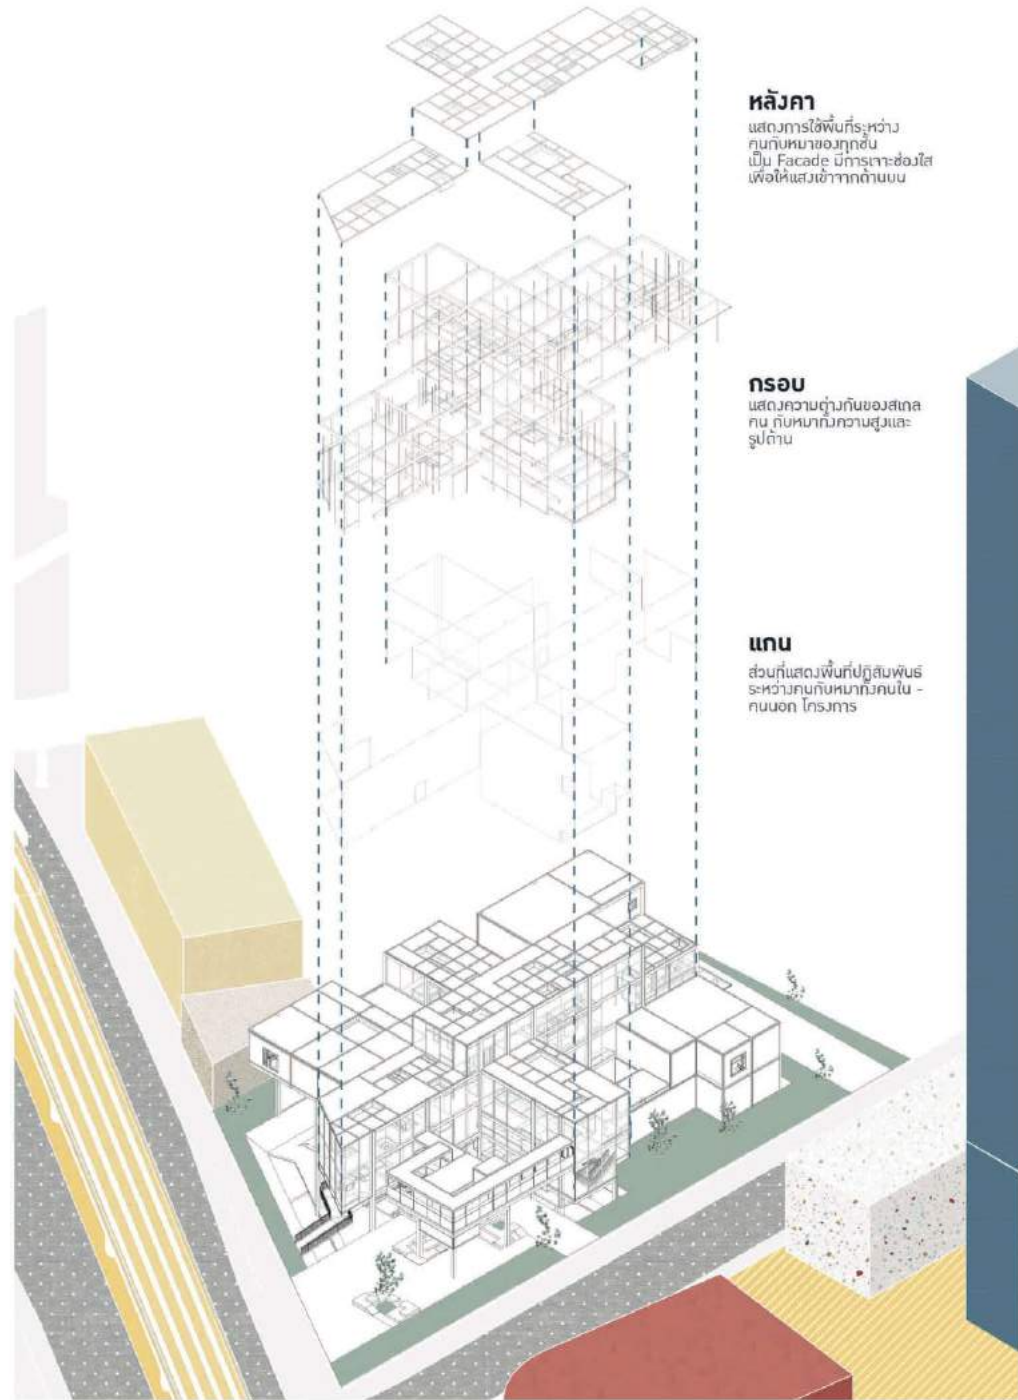 หลังคา
แสดงการใช้พื้นที่ระหว่าง
คนกับหมาของทุกชั้น
เป็น Facade มีการเจาะช่องใส
เพื่อให้แสงเข้าจากด้านบน
กรอบ
แสดงความต่างกันของสเกล
คน กับหมาทั้งความสูงและ
รูปด้าน
แกน
ส่วนที่แสดงพื้นที่ปฏิสัมพันธ์
ระหว่างคนกับหมาทั้งคนใน -
คนนอก โครงการ